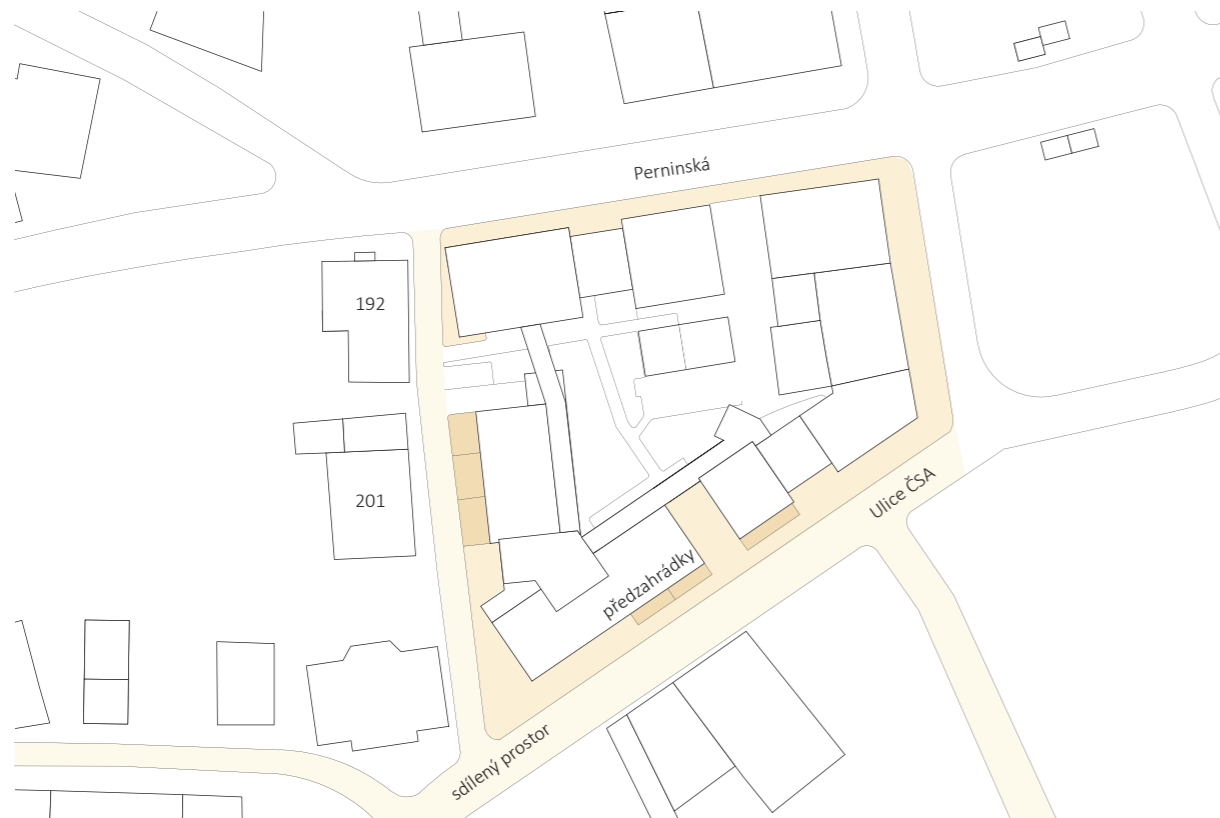 Perninská
192
201
Ulice ČSA
předzahrádky
sdílený prostor